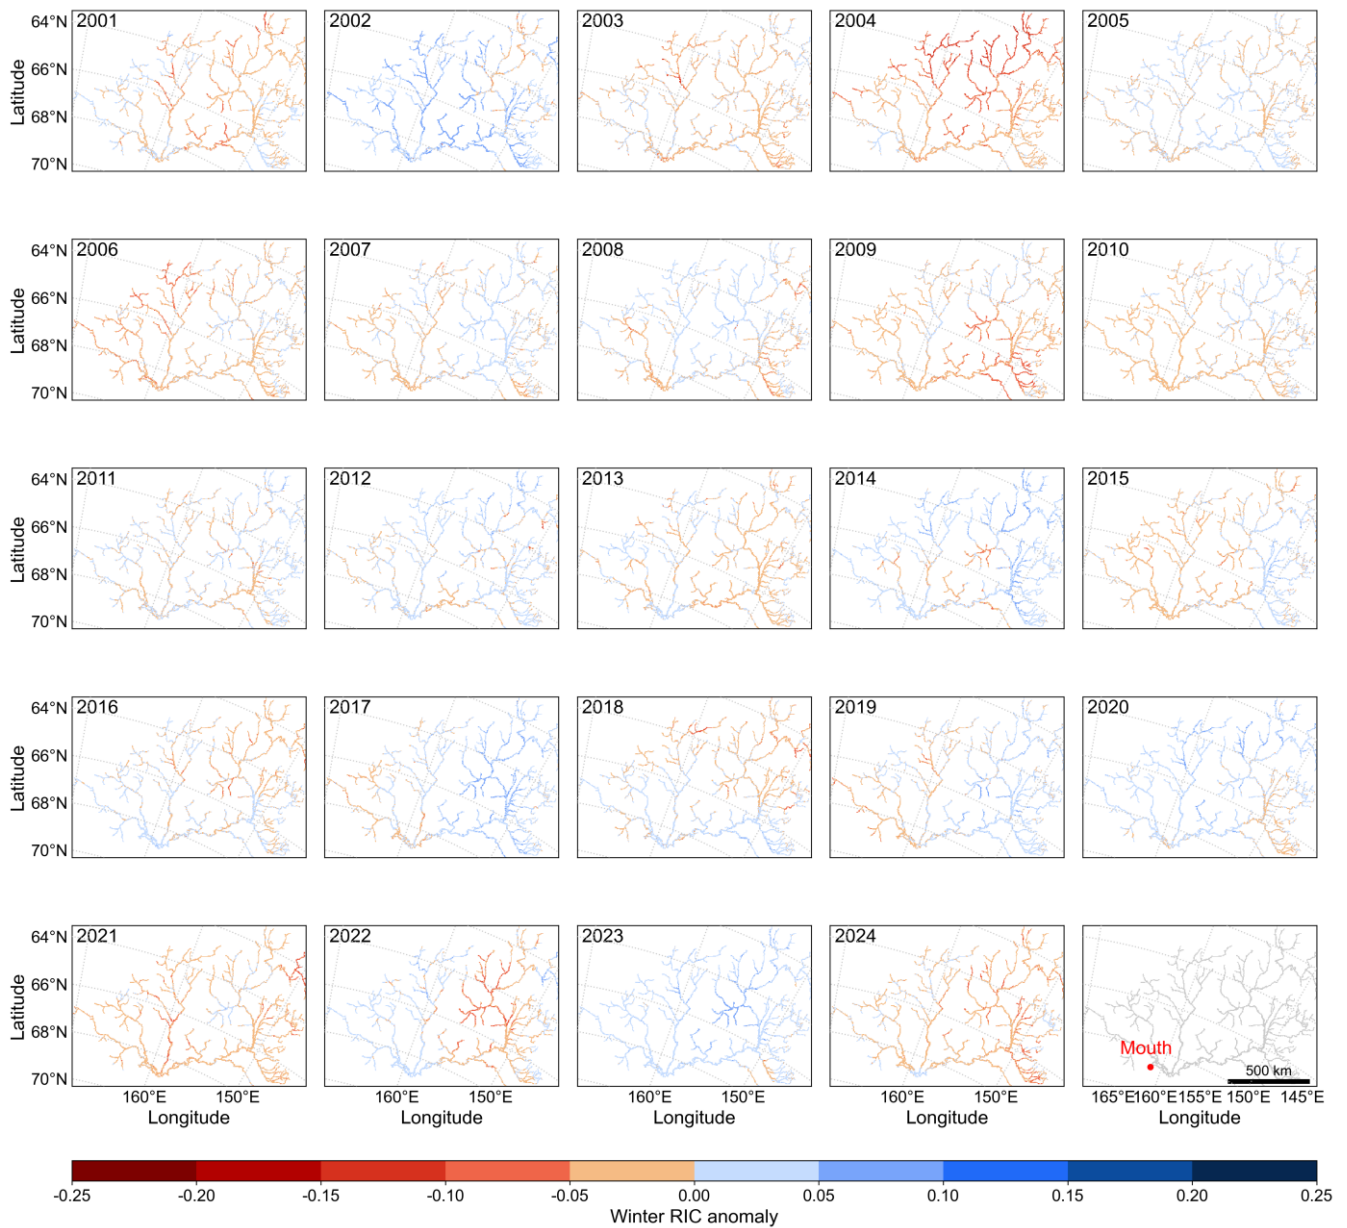 2001 2002 2003 2004 2005
64°N
66°N
68°N
70°N
Latitude
2006 2007 2008 2009 2010
64°N
66°N
68°N
70°N
Latitude
2011 2012 2013 2014 2015
64°N
66°N
68°N
70°N
Latitude
2016 2017 2018 2019 2020
64°N
66°N
68°N
70°N
Latitude
2021 2022 2023 2024
64°N
66°N
68°N
70°N
Latitude
Mouth
500 km
160°E 150°E 160°E 150°E 160°E 150°E 160°E 150°E 165°E 160°E 155°E 150°E 145°E
Longitude Longitude Longitude Longitude Longitude
-0.25 -0.20 -0.15 -0.10 -0.05 0.00 0.05 0.10 0.15 0.20 0.25
Winter RIC anomaly